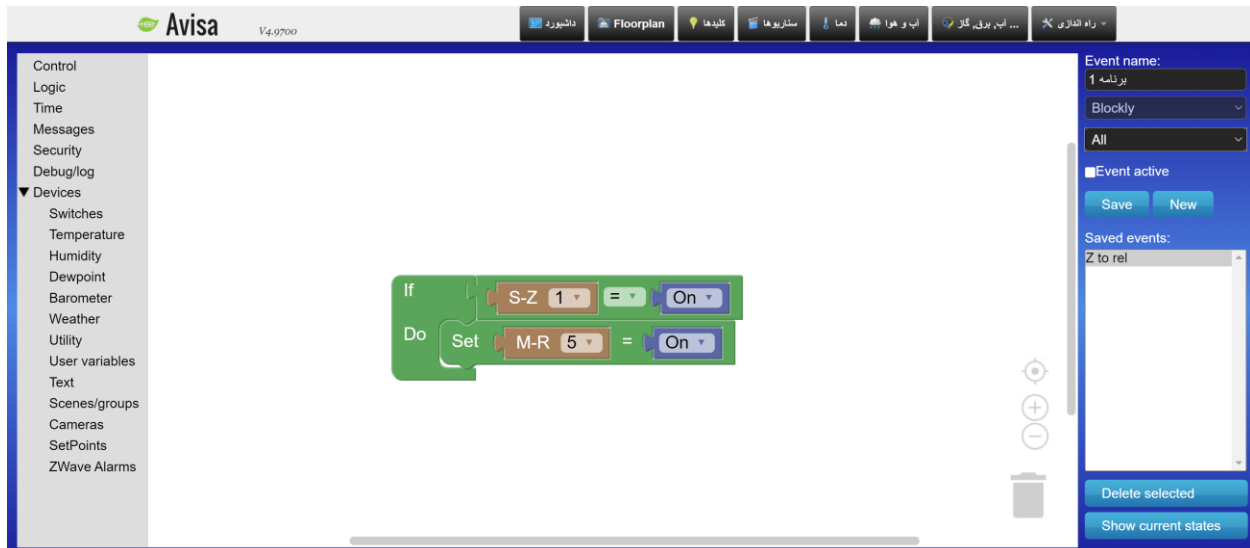 Avisa
V4.9700
داشبورد
Floorplan
کلیدها
سناریوها
دما
آب و هوا
آب, برق, گاز ...
راه اندازی
Control
Logic
Time
Messages
Security
Debug/log
Devices
Switches
Temperature
Humidity
Dewpoint
Barometer
Weather
Utility
User variables
Text
Scenes/groups
Cameras
SetPoints
ZWave Alarms
If
S-Z 1 = On
Do
Set M-R 5 = On
Event name:
برنامه 1
Blockly
All
Event active
Save
New
Saved events:
Z to rel
Delete selected
Show current states